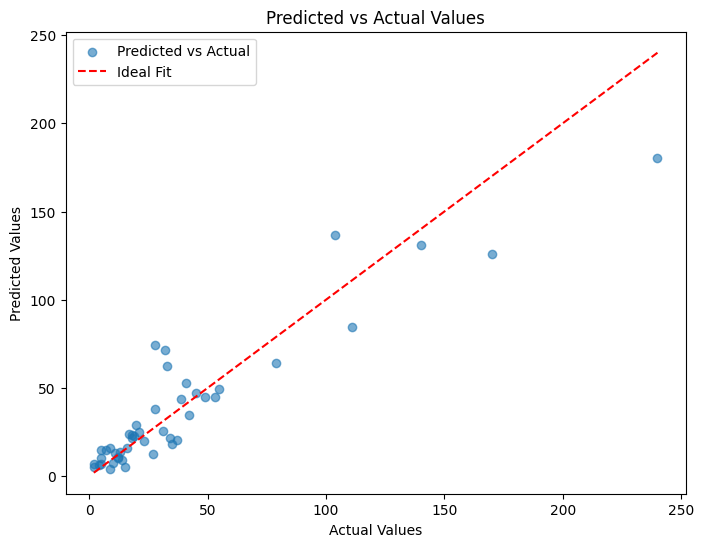 Predicted vs Actual Values
Predicted vs Actual
Ideal Fit
250
200
150
100
50
0
Predicted Values
0
50
100
150
200
250
Actual Values